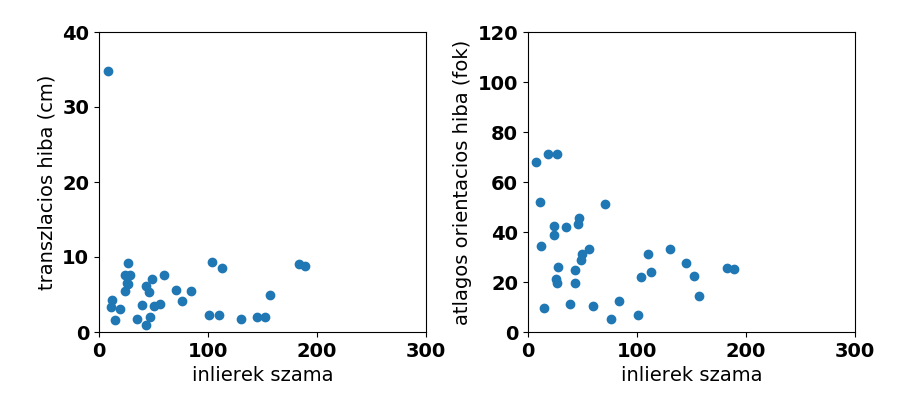 transzlacios hiba (cm)
40
30
20
10
0
0 100 200 300
inlierek szama
atlagos orientacios hiba (fok)
120
100
80
60
40
20
0
0 100 200 300
inlierek szama